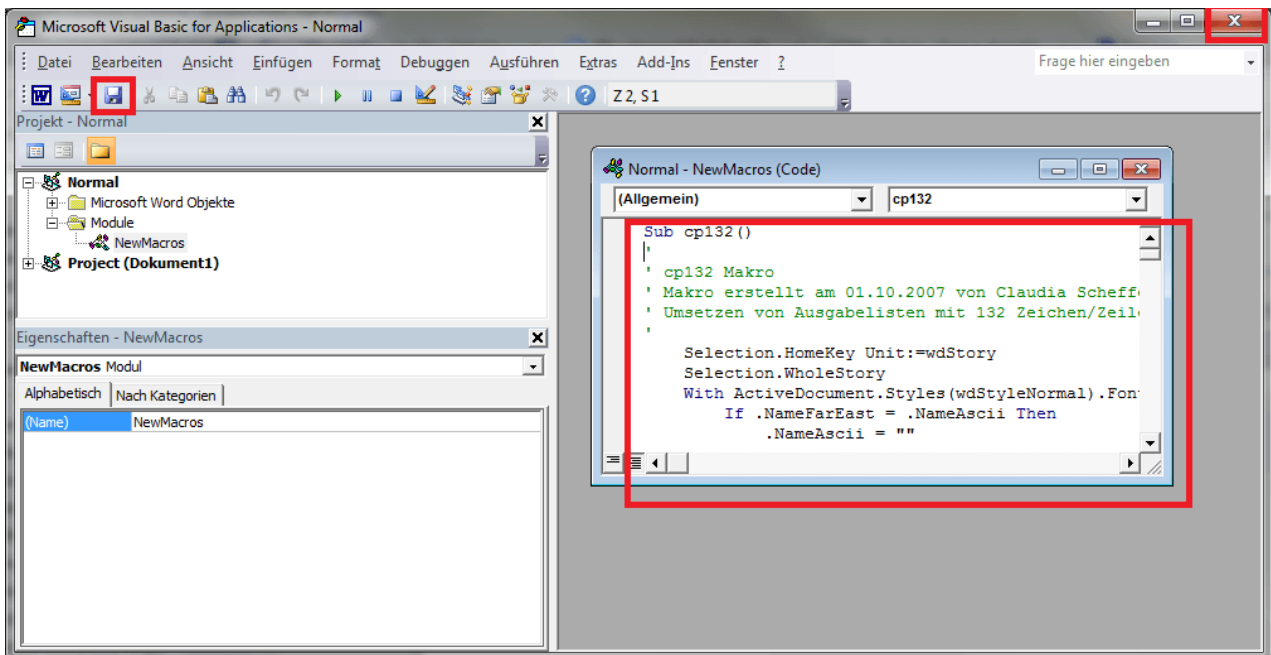 Microsoft Visual Basic for Applications - Normal
Datei Bearbeiten Ansicht Einfügen Format Debuggen Ausführen Extras Add-Ins Fenster ? Frage hier eingeben
Z 2, S1
Projekt - Normal
Normal
Microsoft Word Objekte
Module
NewMacros
Project (Dokument1)
Eigenschaften - NewMacros
NewMacros Modul
Alphabetisch Nach Kategorien
(Name) NewMacros
Normal - NewMacros (Code)
(Allgemein) cp132
Sub cp132()
'
' cp132 Makro
' Makro erstellt am 01.10.2007 von Claudia Scheff
' Umsetzen von Ausgabelisten mit 132 Zeichen/Zeil
'
Selection.HomeKey Unit:=wdStory
Selection.WholeStory
With ActiveDocument.Styles(wdStyleNormal).Fon
If .NameFarEast = .NameAscii Then
.NameAscii = ""